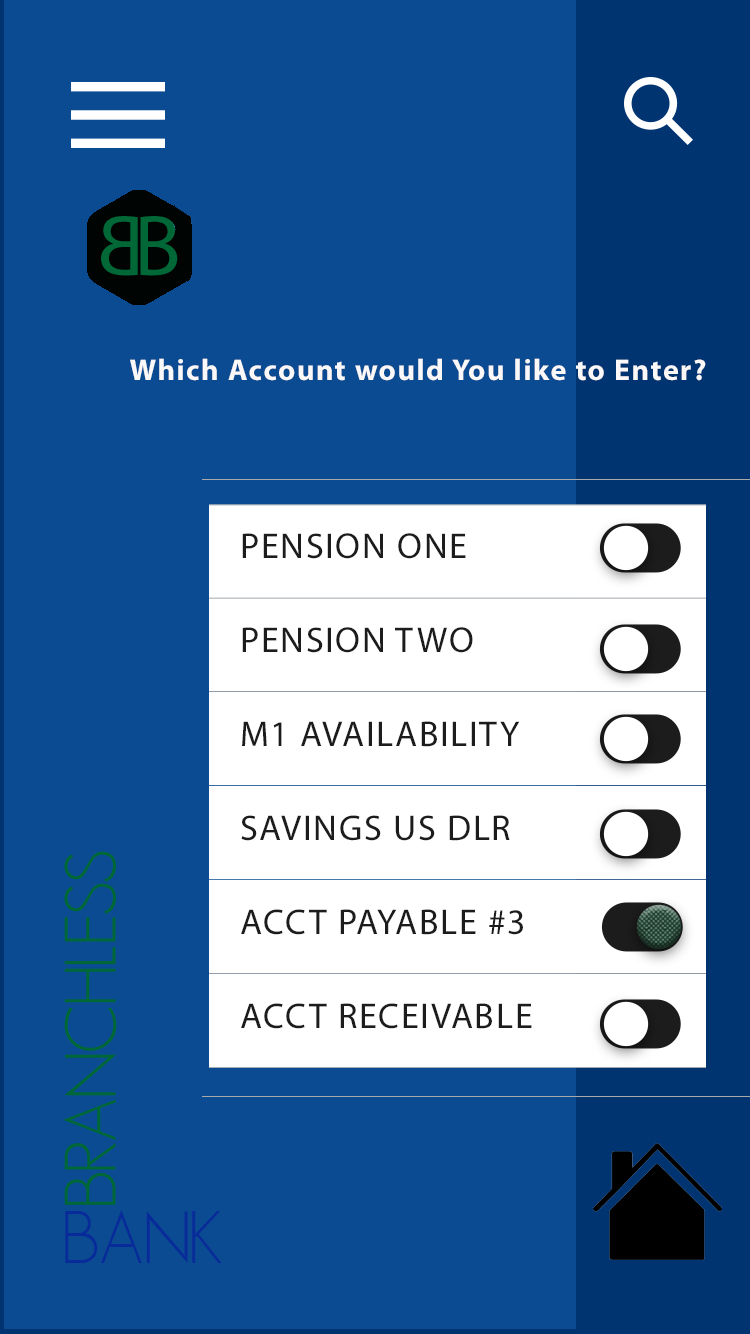 BB
Which Account would You like to Enter?
PENSION ONE
PENSION TWO
M1 AVAILABILITY
SAVINGS US DLR
ACCT PAYABLE #3
ACCT RECEIVABLE
BRANCHLESS
BANK